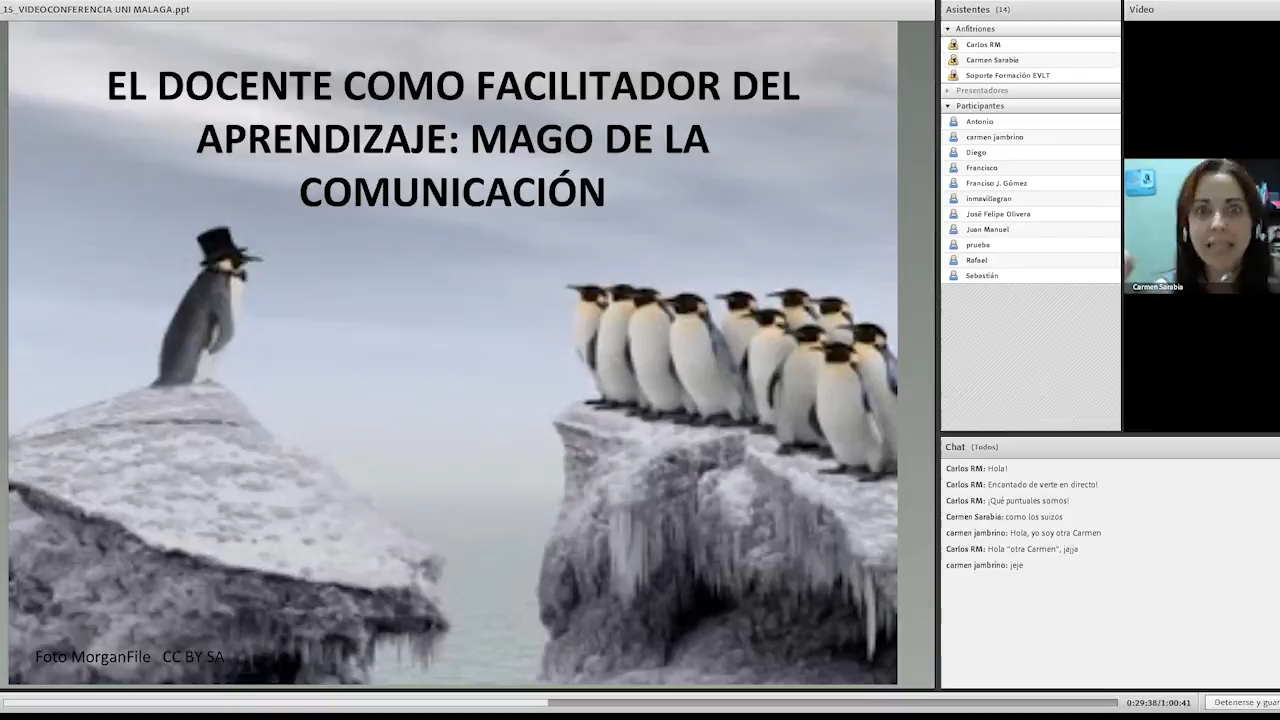 _15_VIDEOCONFERENCIA UNI MALAGA.ppt
EL DOCENTE COMO FACILITADOR DEL
APRENDIZAJE: MAGO DE LA
COMUNICACIÓN
Foto MorganFile CC BY SA
Asistentes (14)
Anfitriones
Carlos RM
Carmen Sarabia
Soporte Formación EVLT
Presentadores
Participantes
Antonio
carmen jambrino
Diego
Francisco
Franciso J. Gómez
inmavillagran
José Felipe Olivera
Juan Manuel
prueba
Rafael
Sebastián
Vídeo
Carmen Sarabia
Chat (Todos)
Carlos RM: Hola!
Carlos RM: Encantado de verte en directo!
Carlos RM: ¡Qué puntuales somos!
Carmen Sarabia: como los suizos
carmen jambrino: Hola, yo soy otra Carmen
Carlos RM: Hola "otra Carmen", jajja
carmen jambrino: jeje
0:29:38/1:00:41
Detenerse y guar